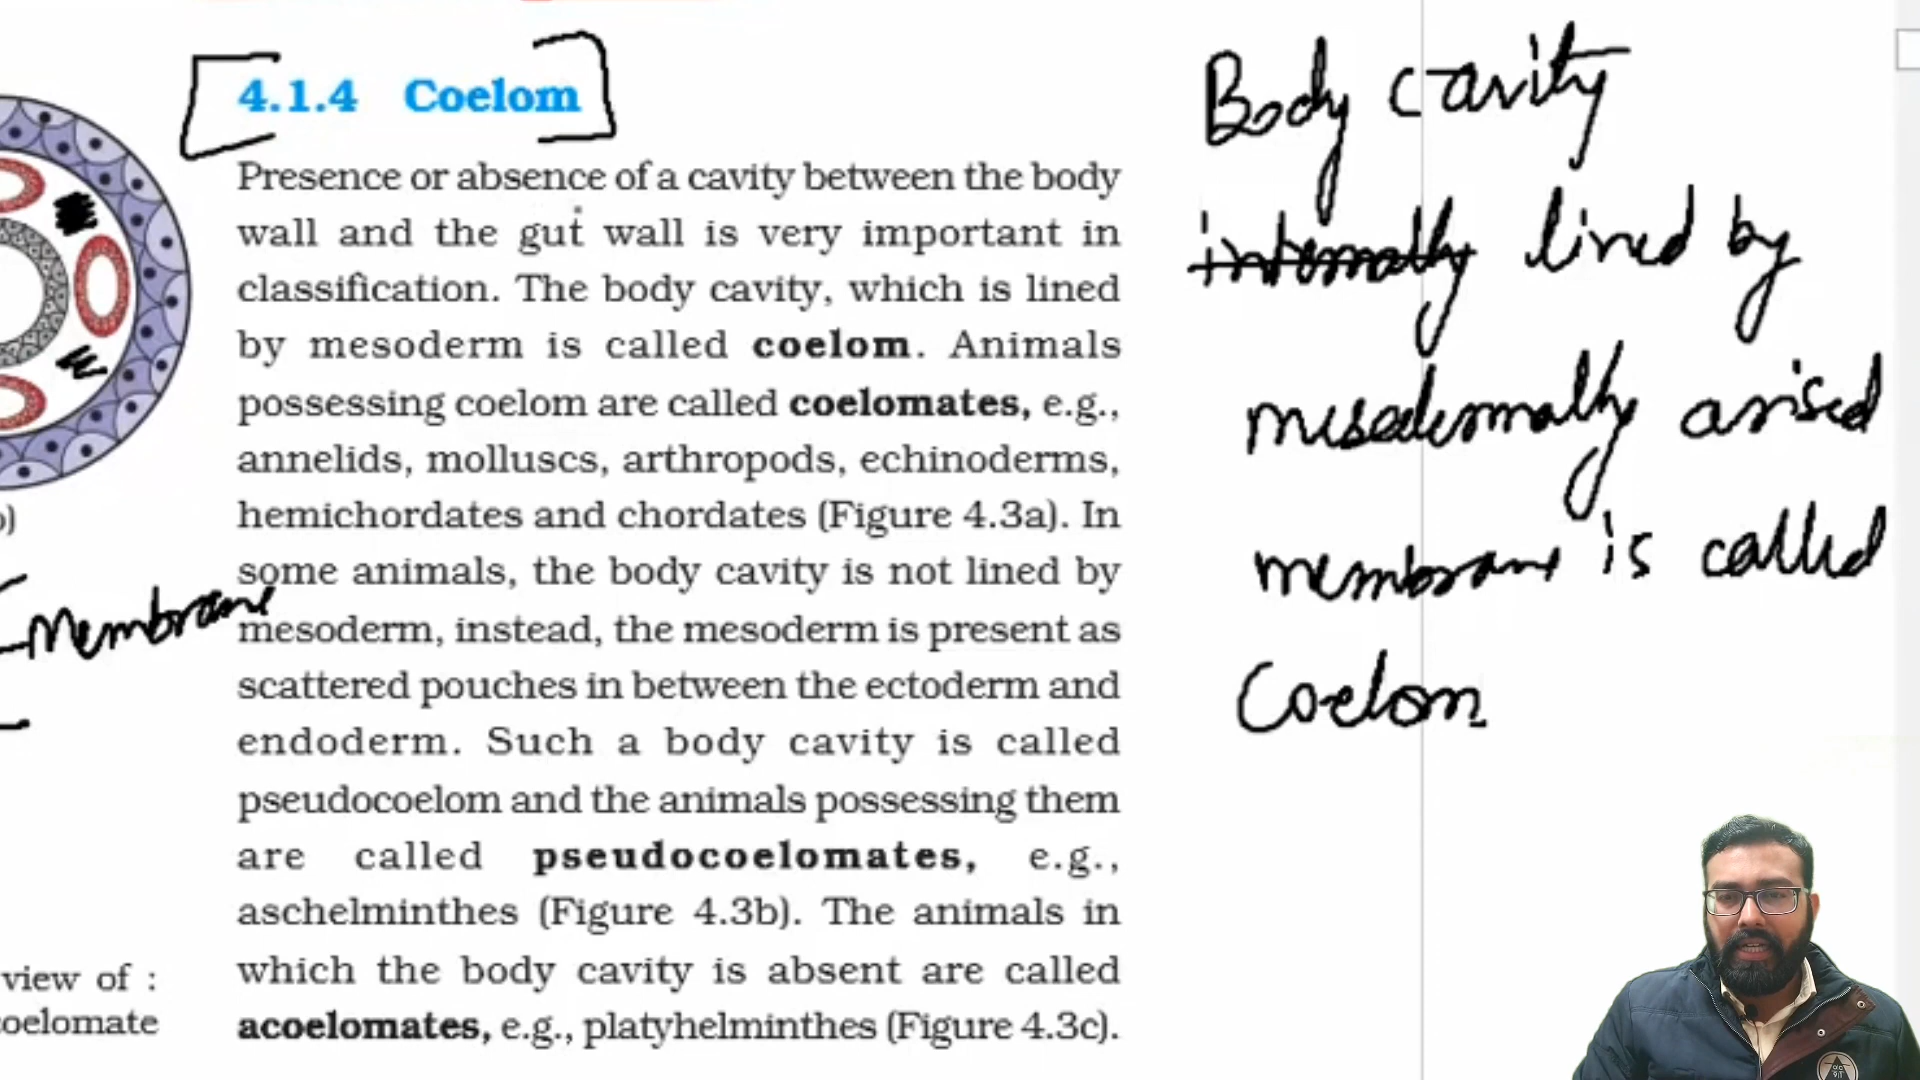 4.1.4 Coelom
Presence or absence of a cavity between the body
wall and the gut wall is very important in
classification. The body cavity, which is lined
by mesoderm is called coelom. Animals
possessing coelom are called coelomates, e.g.,
annelids, molluscs, arthropods, echinoderms,
hemichordates and chordates (Figure 4.3a). In
some animals, the body cavity is not lined by
mesoderm, instead, the mesoderm is present as
scattered pouches in between the ectoderm and
endoderm. Such a body cavity is called
pseudocoelom and the animals possessing them
are called pseudocoelomates, e.g.,
aschelminthes (Figure 4.3b). The animals in
which the body cavity is absent are called
acoelomates, e.g., platyhelminthes (Figure 4.3c).
Membrane
view of :
oelomate
Body cavity
internally lined by
mesodermally arised
membrane is called
Coelom